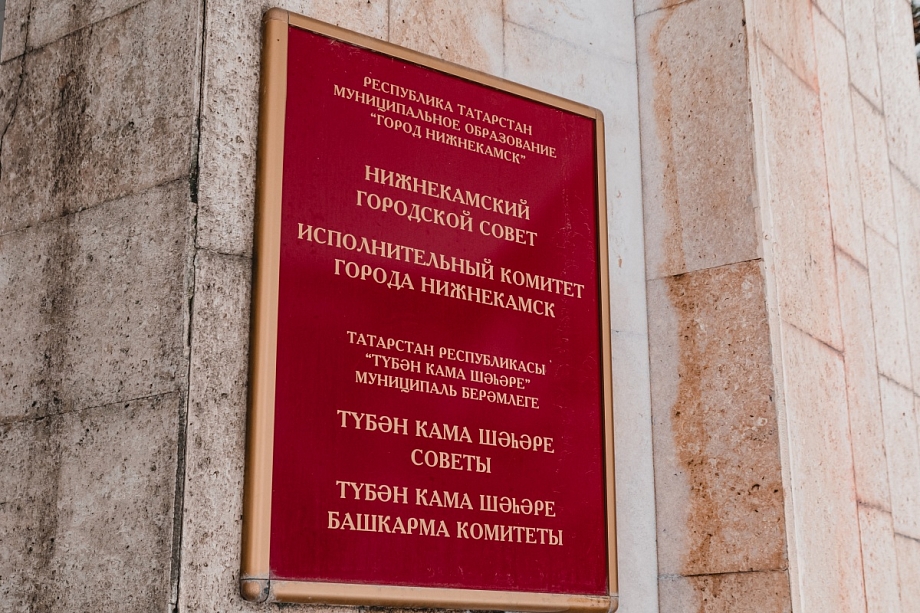 РЕСПУБЛИКА ТАТАРСТАН
МУНИЦИПАЛЬНОЕ ОБРАЗОВАНИЕ
“ГОРОД НИЖНЕКАМСК”
НИЖНЕКАМСКИЙ
ГОРОДСКОЙ СОВЕТ
ИСПОЛНИТЕЛЬНЫЙ КОМИТЕТ
ГОРОДА НИЖНЕКАМСК
ТАТАРСТАН РЕСПУБЛИКАСЫ
“ТҮБӘН КАМА ШӘҺӘРЕ”
МУНИЦИПАЛЬ БЕРӘМЛЕГЕ
ТҮБӘН КАМА ШӘҺӘРЕ
СОВЕТЫ
ТҮБӘН КАМА ШӘҺӘРЕ
БАШКАРМА КОМИТЕТЫ